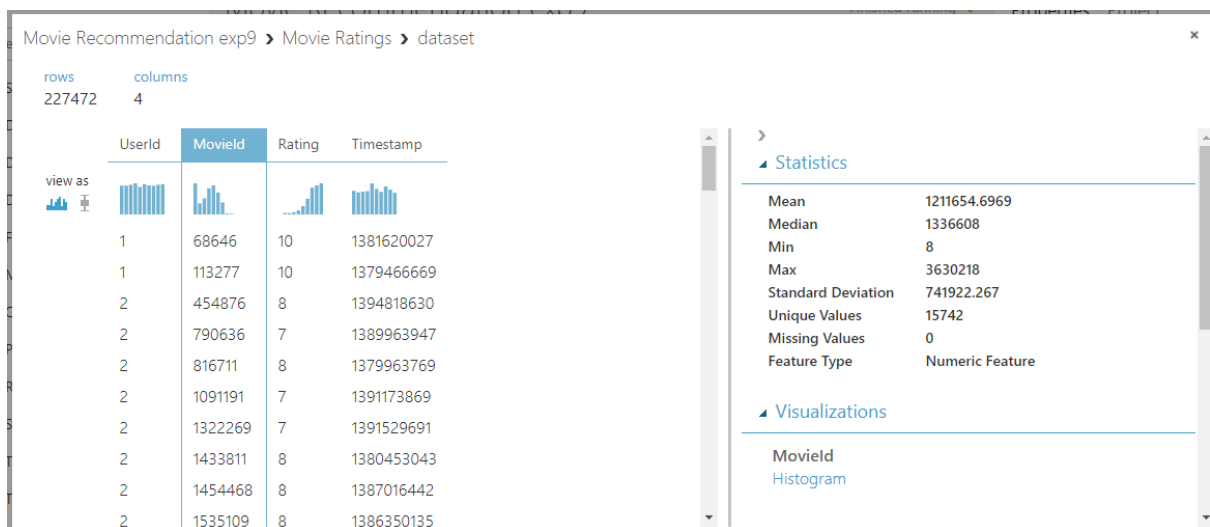 Movie Recommendation exp9 ❯ Movie Ratings ❯ dataset
rows columns
227472 4
view as
UserId MovieId Rating Timestamp
1 68646 10 1381620027
1 113277 10 1379466669
2 454876 8 1394818630
2 790636 7 1389963947
2 816711 8 1379963769
2 1091191 7 1391173869
2 1322269 7 1391529691
2 1433811 8 1380453043
2 1454468 8 1387016442
2 1535109 8 1386350135
Statistics
Mean 1211654.6969
Median 1336608
Min 8
Max 3630218
Standard Deviation 741922.267
Unique Values 15742
Missing Values 0
Feature Type Numeric Feature
Visualizations
MovieId
Histogram